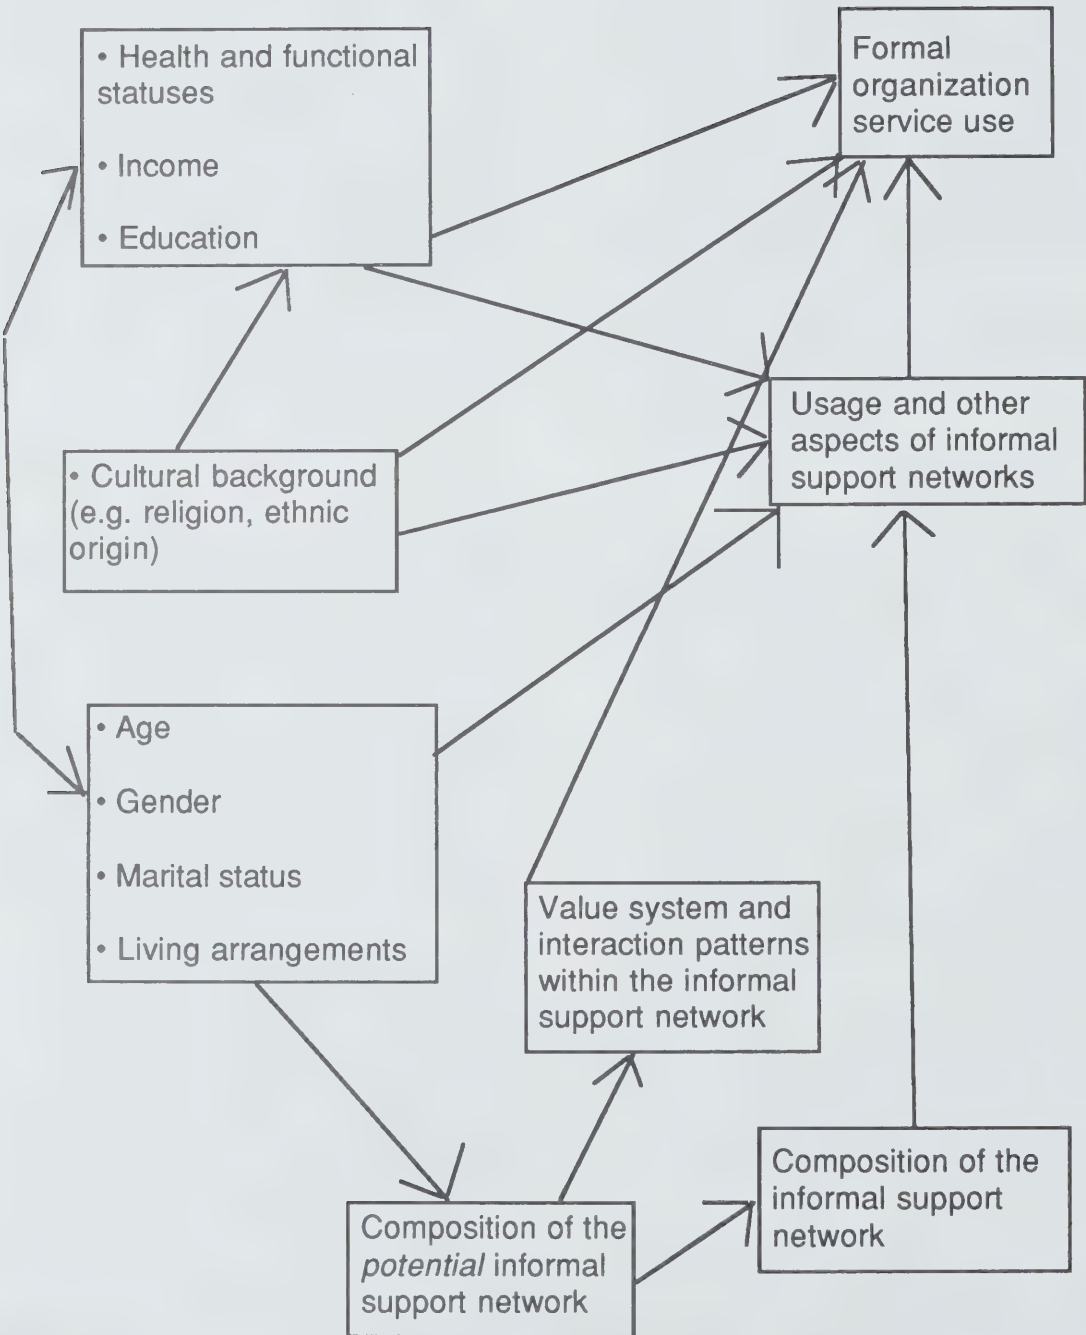 • Health and functional
statuses
• Income
• Education
Formal
organization
service use
Usage and other
aspects of informal
support networks
• Cultural background
(e.g. religion, ethnic
origin)
• Age
• Gender
• Marital status
• Living arrangements
Value system and
interaction patterns
within the informal
support network
Composition of the
informal support
network
Composition of the
potential informal
support network